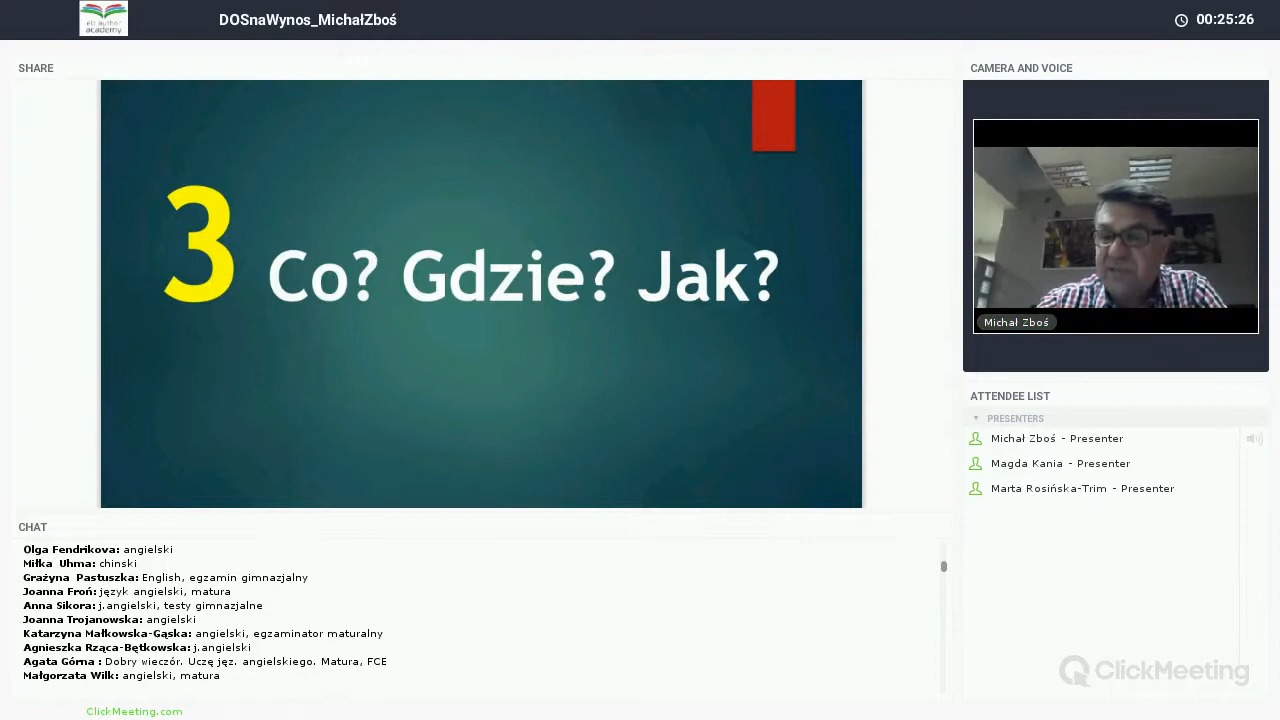 elt author
academy
DOSnaWynos_MichałZboś
00:25:26
SHARE
3 Co? Gdzie? Jak?
CAMERA AND VOICE
Michał Zboś
ATTENDEE LIST
PRESENTERS
Michał Zboś - Presenter
Magda Kania - Presenter
Marta Rosińska-Trim - Presenter
CHAT
Olga Fendrikova: angielski
Miłka Uhma: chinski
Grażyna Pastuszka: English, egzamin gimnazjalny
Joanna Froń: język angielski, matura
Anna Sikora: j.angielski, testy gimnazjalne
Joanna Trojanowska: angielski
Katarzyna Małkowska-Gąska: angielski, egzaminator maturalny
Agnieszka Rząca-Bętkowska: j.angielski
Agata Górna : Dobry wieczór. Uczę jęz. angielskiego. Matura, FCE
Małgorzata Wilk: angielski, matura
ClickMeeting
ClickMeeting.com